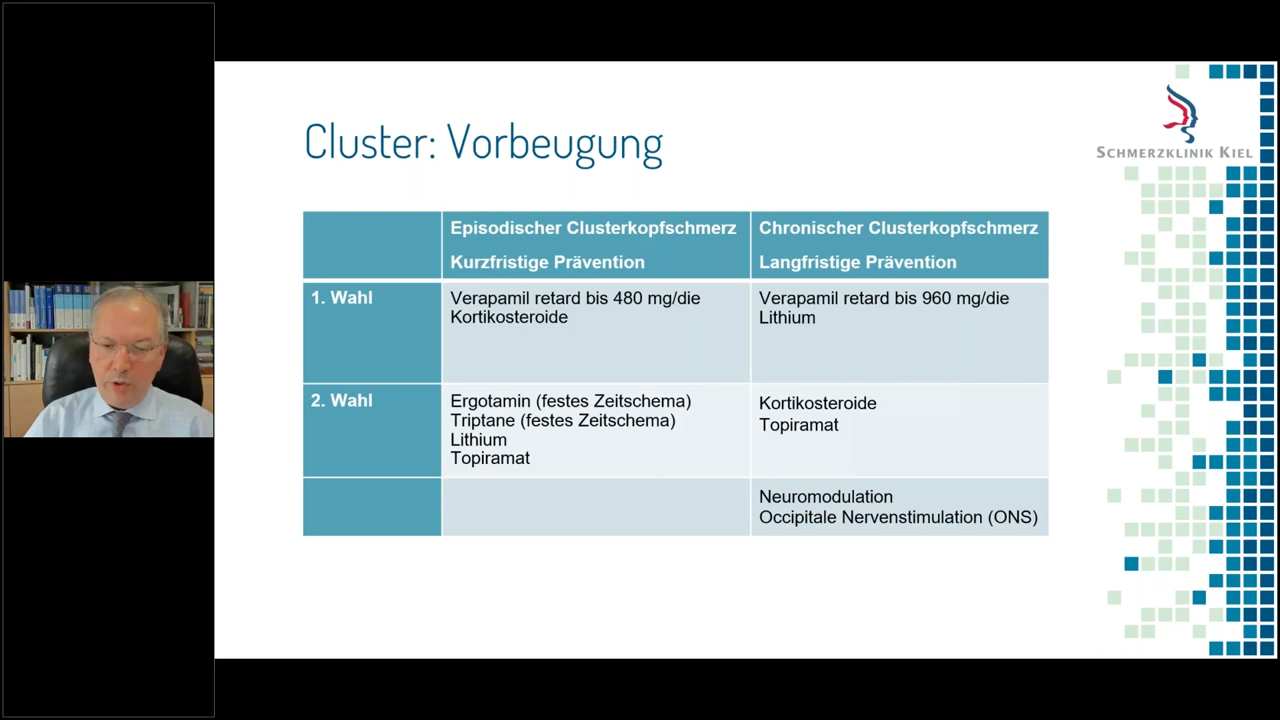 Cluster: Vorbeugung
SCHMERZKLINIK KIEL
Episodischer Clusterkopfschmerz
Kurzfristige Prävention
Chronischer Clusterkopfschmerz
Langfristige Prävention
1. Wahl
Verapamil retard bis 480 mg/die
Kortikosteroide
Verapamil retard bis 960 mg/die
Lithium
2. Wahl
Ergotamin (festes Zeitschema)
Triptane (festes Zeitschema)
Lithium
Topiramat
Kortikosteroide
Topiramat
Neuromodulation
Occipitale Nervenstimulation (ONS)